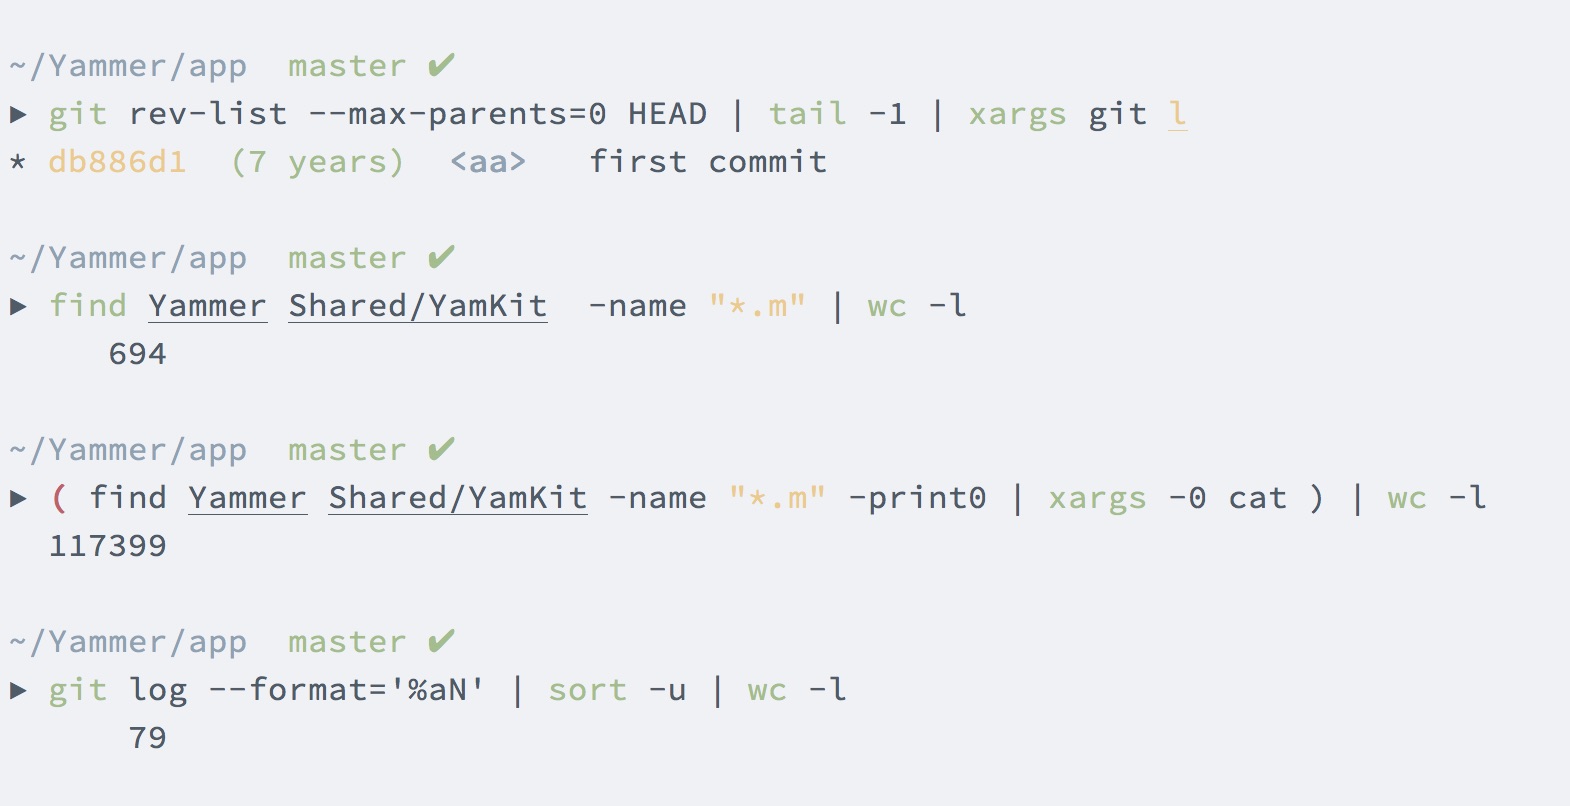 ~/Yammer/app  master ✔
▶ git rev-list --max-parents=0 HEAD | tail -1 | xargs git l
* db886d1  (7 years)  <aa>   first commit
~/Yammer/app  master ✔
▶ find Yammer Shared/YamKit  -name "*.m" | wc -l
694
~/Yammer/app  master ✔
▶ ( find Yammer Shared/YamKit -name "*.m" -print0 | xargs -0 cat ) | wc -l
117399
~/Yammer/app  master ✔
▶ git log --format='%aN' | sort -u | wc -l
79